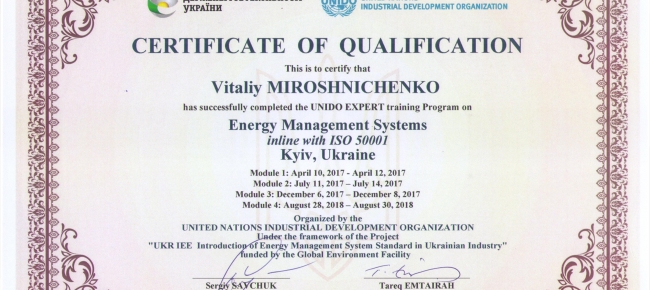 УКРАЇНИ
UNIDO
INDUSTRIAL DEVELOPMENT ORGANIZATION
CERTIFICATE OF QUALIFICATION
This is to certify that
Vitaliy MIROSHNICHENKO
has successfully completed the UNIDO EXPERT training Program on
Energy Management Systems
inline with ISO 50001
Kyiv, Ukraine
Module 1: April 10, 2017 - April 12, 2017
Module 2: July 11, 2017 – July 14, 2017
Module 3: December 6, 2017 – December 8, 2017
Module 4: August 28, 2018 – August 30, 2018
Organized by the
UNITED NATIONS INDUSTRIAL DEVELOPMENT ORGANIZATION
Under the framework of the Project
"UKR IEE Introduction of Energy Management System Standard in Ukrainian Industry"
funded by the Global Environment Facility
Sergiy SAVCHUK Tareq EMTAIRAH